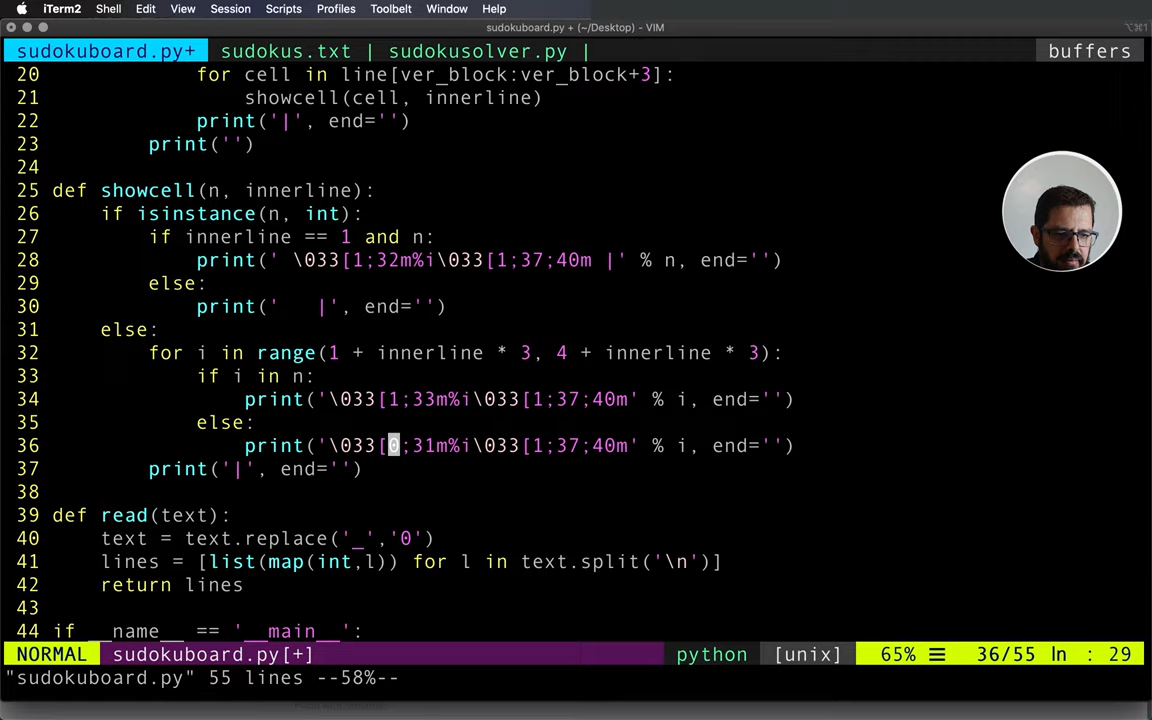 iTerm2 Shell Edit View Session Scripts Profiles Toolbelt Window Help
sudokuboard.py + (~/Desktop) - VIM ⌥⌘1
sudokuboard.py+ sudokus.txt | sudokusolver.py | buffers
20             for cell in line[ver_block:ver_block+3]:
21                 showcell(cell, innerline)
22             print('|', end='')
23         print('')
24
25 def showcell(n, innerline):
26     if isinstance(n, int):
27         if innerline == 1 and n:
28             print(' \033[1;32m%i\033[1;37;40m |' % n, end='')
29         else:
30             print('   |', end='')
31     else:
32         for i in range(1 + innerline * 3, 4 + innerline * 3):
33             if i in n:
34                 print('\033[1;33m%i\033[1;37;40m' % i, end='')
35             else:
36                 print('\033[0;31m%i\033[1;37;40m' % i, end='')
37         print('|', end='')
38
39 def read(text):
40     text = text.replace('_','0')
41     lines = [list(map(int,l)) for l in text.split('\n')]
42     return lines
43
44 if __name__ == '__main__':
NORMAL sudokuboard.py[+] python [unix] 65% ☰ 36/55 ln : 29
"sudokuboard.py" 55 lines --58%--